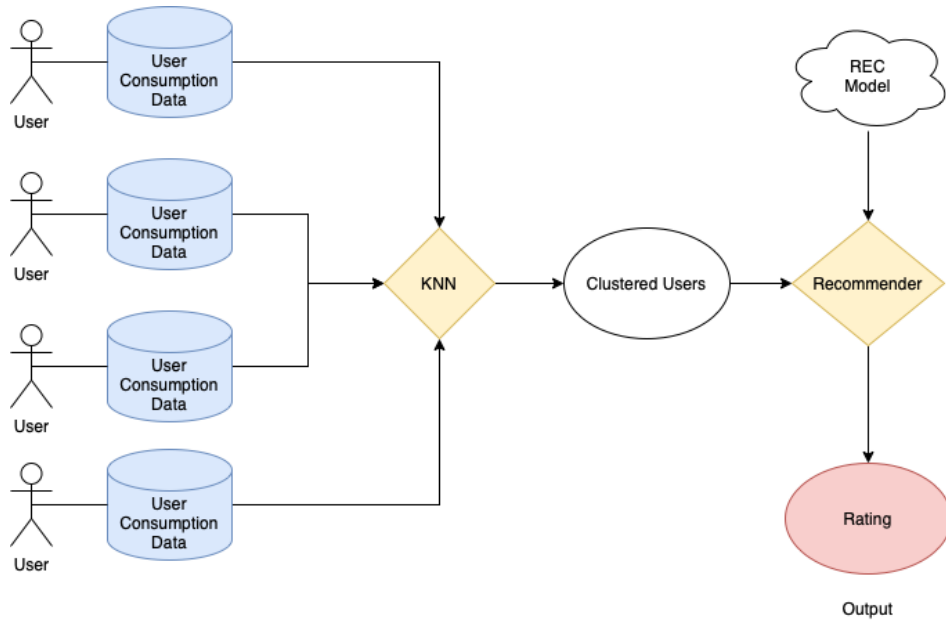 User
Consumption
Data
User
User
Consumption
Data
User
User
Consumption
Data
User
User
Consumption
Data
User
KNN
Clustered Users
REC
Model
Recommender
Rating
Output